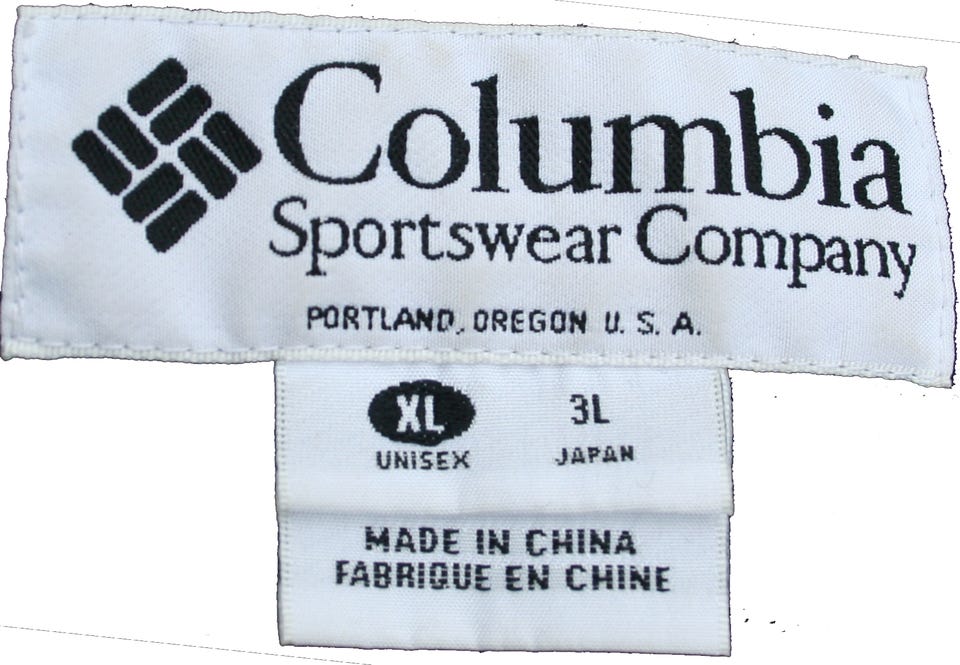 Columbia
Sportswear Company
PORTLAND, OREGON U. S. A.
XL 3L
UNISEX JAPAN
MADE IN CHINA
FABRIQUE EN CHINE